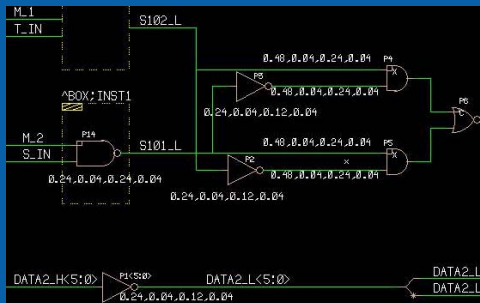 M_1
S102_L
T_IN
0.48,0.04,0.24,0.04
P4
X
P3
0.48,0.04,0.24,0.04
^BOX;INST1
P6
C
0.24,0.04,0.12,0.04
P14
M_2
S101_L
0.48,0.04,0.24,0.04
P5
S_IN
P2
X
0.24,0.04,0.24,0.04
0.48,0.04,0.24,0.04
0.24,0.04,0.12,0.04
DATA2_L
DATA2_H<5:0>
P1<5:0>
DATA2_L<5:0>
DATA2_L
0.24,0.04,0.12,0.04